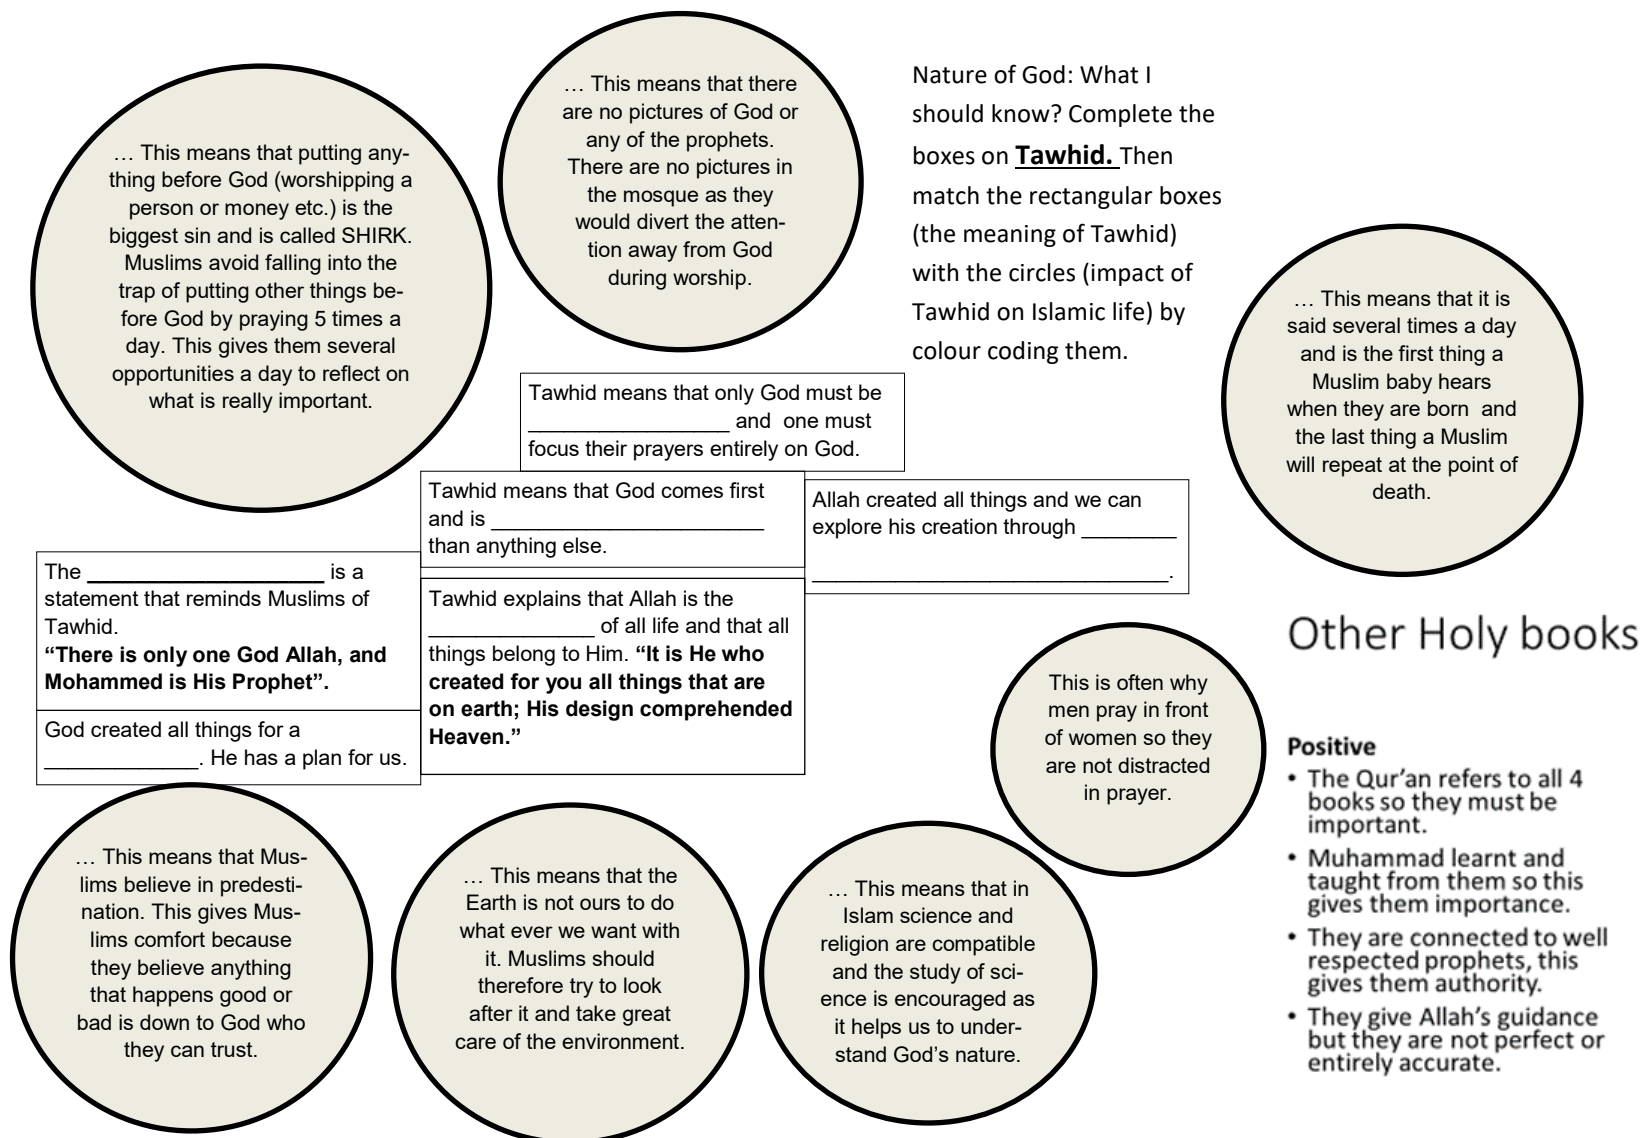 … This means that putting any-
thing before God (worshipping a
person or money etc.) is the
biggest sin and is called SHIRK.
Muslims avoid falling into the
trap of putting other things be-
fore God by praying 5 times a
day. This gives them several
opportunities a day to reflect on
what is really important.
… This means that there
are no pictures of God or
any of the prophets.
There are no pictures in
the mosque as they
would divert the atten-
tion away from God
during worship.
Nature of God: What I
should know? Complete the
boxes on Tawhid. Then
match the rectangular boxes
(the meaning of Tawhid)
with the circles (impact of
Tawhid on Islamic life) by
colour coding them.
… This means that it is
said several times a day
and is the first thing a
Muslim baby hears
when they are born and
the last thing a Muslim
will repeat at the point of
death.
Tawhid means that only God must be
_________________ and one must
focus their prayers entirely on God.
Tawhid means that God comes first
and is _______________________
than anything else.
Allah created all things and we can
explore his creation through ________
______________________________.
The ____________________ is a
statement that reminds Muslims of
Tawhid.
“There is only one God Allah, and
Mohammed is His Prophet”.
Tawhid explains that Allah is the
______________ of all life and that all
things belong to Him. “It is He who
created for you all things that are
on earth; His design comprehended
Heaven.”
God created all things for a
_____________. He has a plan for us.
This is often why
men pray in front
of women so they
are not distracted
in prayer.
… This means that Mus-
lims believe in predesti-
nation. This gives Mus-
lims comfort because
they believe anything
that happens good or
bad is down to God who
they can trust.
… This means that the
Earth is not ours to do
what ever we want with
it. Muslims should
therefore try to look
after it and take great
care of the environment.
… This means that in
Islam science and
religion are compatible
and the study of sci-
ence is encouraged as
it helps us to under-
stand God’s nature.
Other Holy books
Positive
• The Qur’an refers to all 4
books so they must be
important.
• Muhammad learnt and
taught from them so this
gives them importance.
• They are connected to well
respected prophets, this
gives them authority.
• They give Allah’s guidance
but they are not perfect or
entirely accurate.